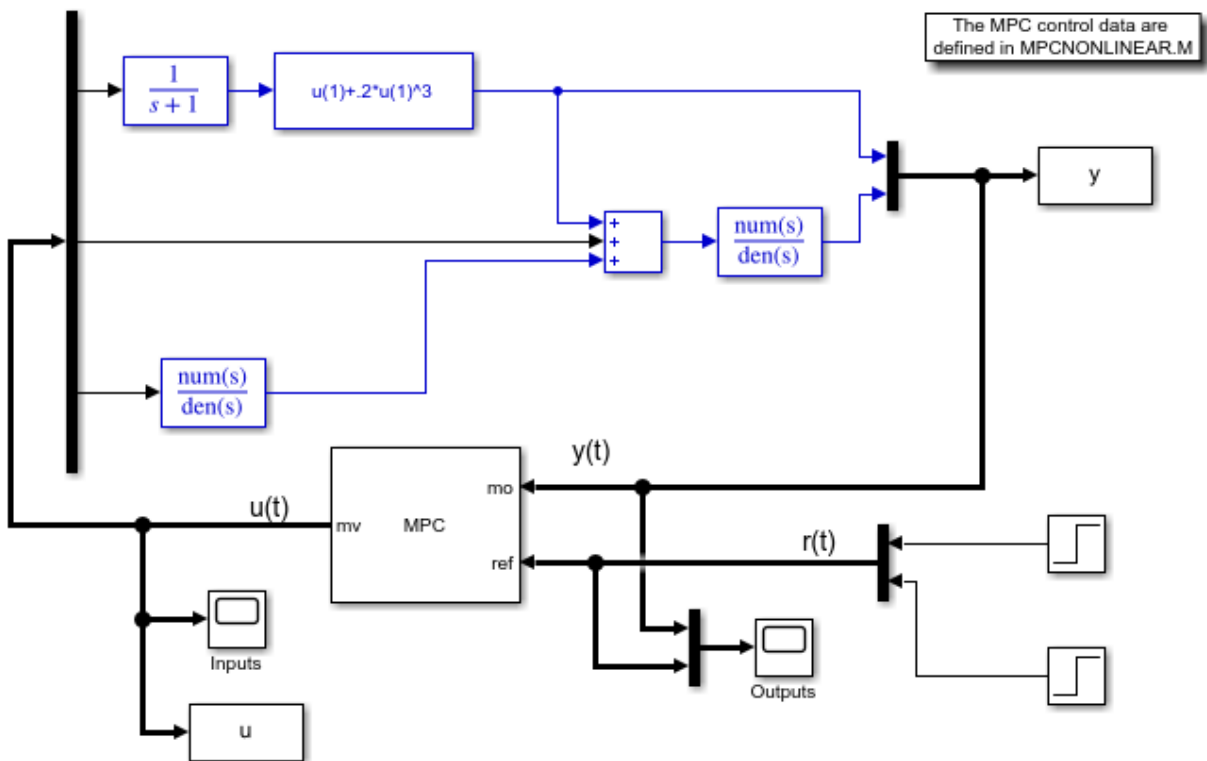 The MPC control data are
defined in MPCNONLINEAR.M
1
s + 1
u(1)+.2*u(1)^3
y
+
+
+
num(s)
den(s)
num(s)
den(s)
y(t)
mo
u(t)
mv
MPC
r(t)
ref
Inputs
Outputs
u